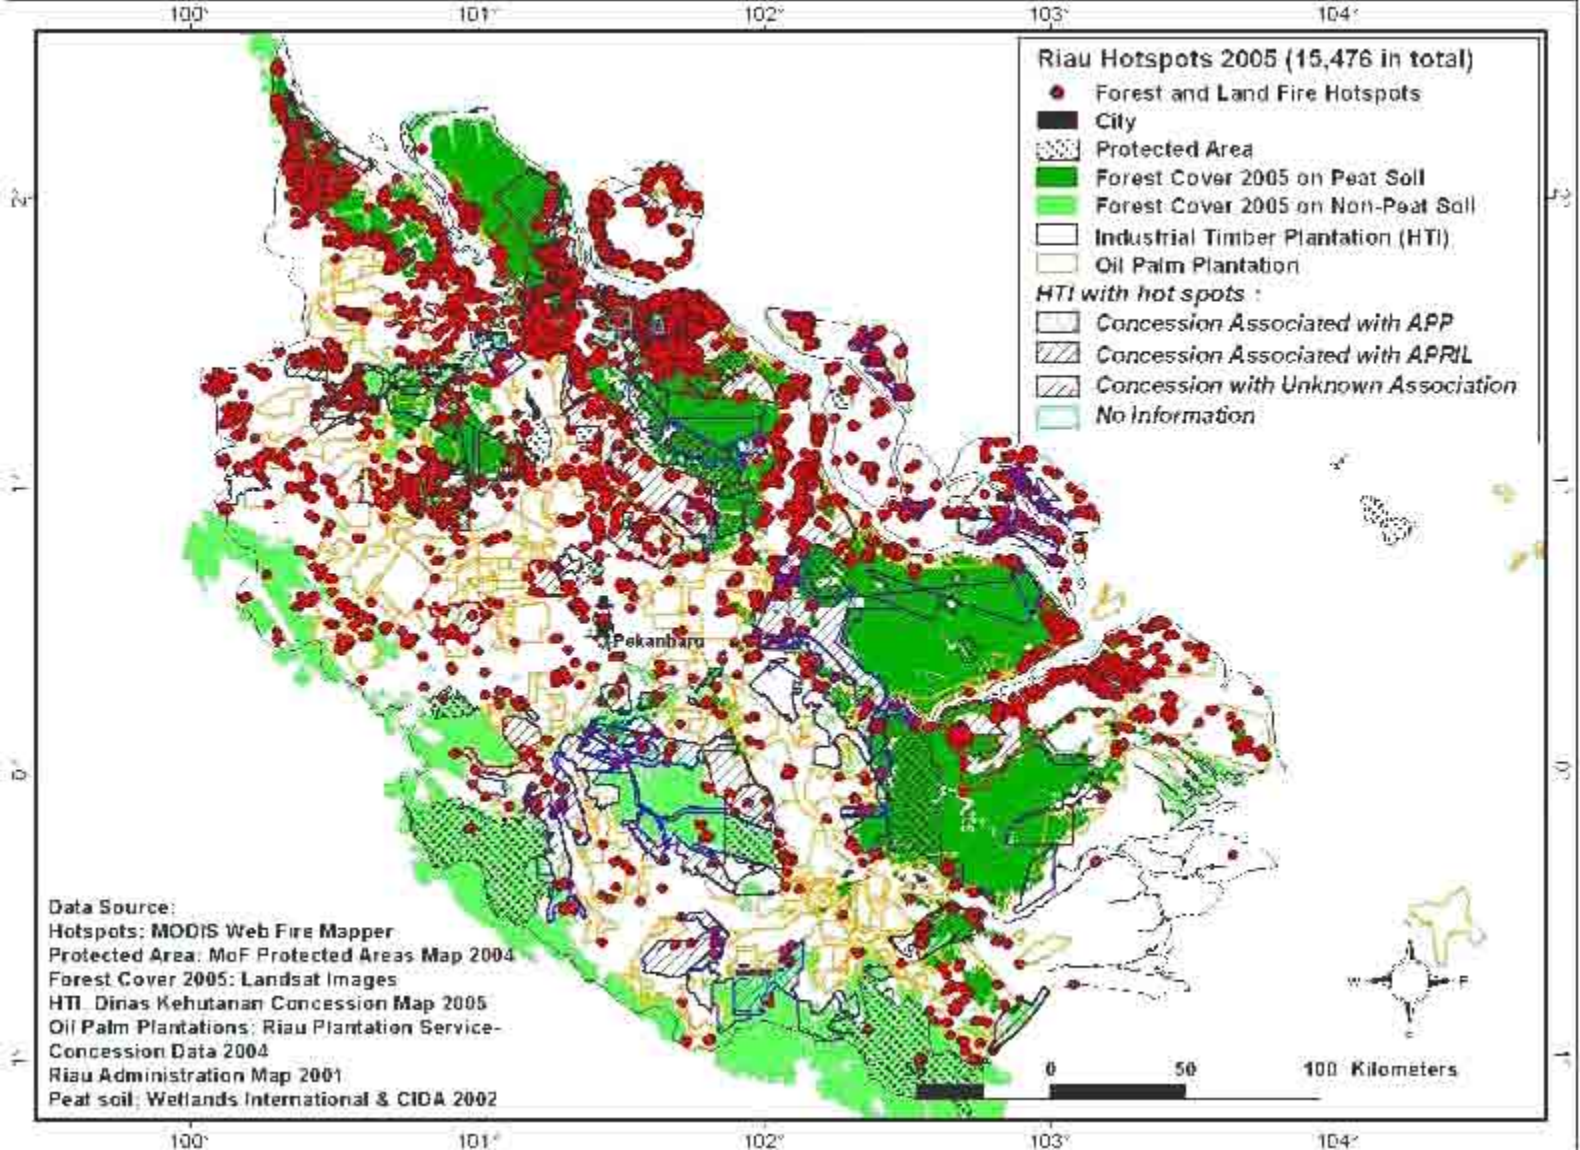 100° 101° 102° 103° 104°
Riau Hotspots 2005 (15,476 in total)
Forest and Land Fire Hotspots
City
Protected Area
Forest Cover 2005 on Peat Soil
Forest Cover 2005 on Non-Peat Soil
Industrial Timber Plantation (HTI)
Oil Palm Plantation
HTI with hot spots :
Concession Associated with APP
Concession Associated with APRIL
Concession with Unknown Association
No Information
2°
1°
Pekanbaru
0°
Data Source:
Hotspots: MODIS Web Fire Mapper
Protected Area: MoF Protected Areas Map 2004
Forest Cover 2005: Landsat Images
HTI: Dinas Kehutanan Concession Map 2005
Oil Palm Plantations: Riau Plantation Service-
Concession Data 2004
Riau Administration Map 2001
Peat soil: Wetlands International & CIDA 2002
W E
1°
0 50 100 Kilometers
100° 101° 102° 103° 104°